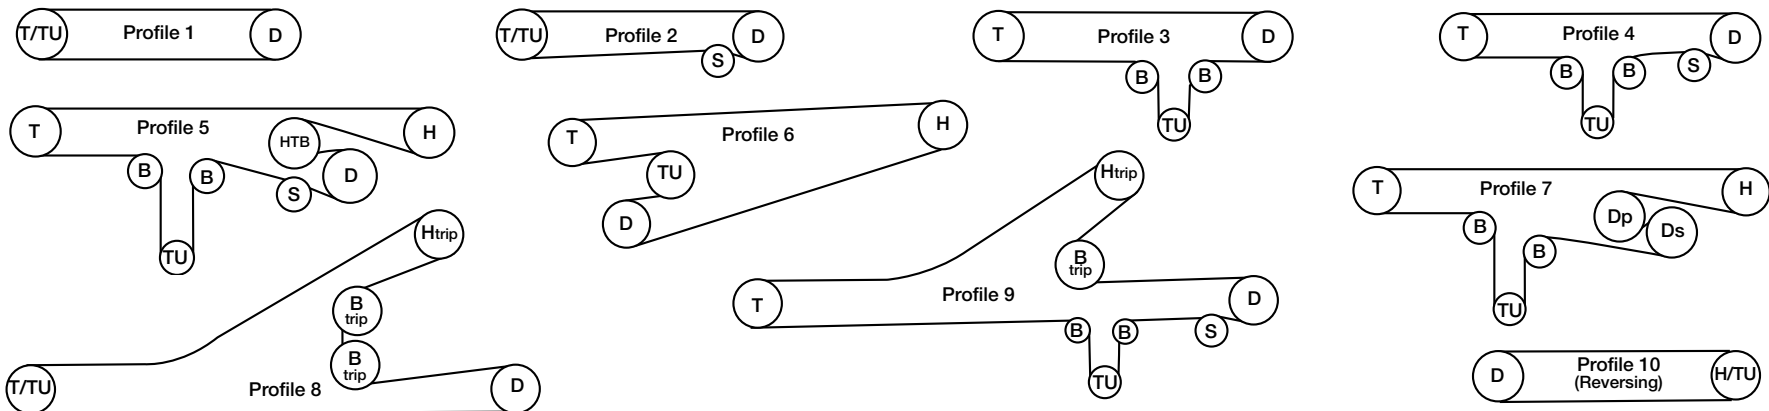 T/TU
Profile 1
D
T/TU
Profile 2
S
D
T
Profile 3
D
B
B
TU
T
Profile 4
D
B
B
S
TU
T
Profile 5
HTB
H
B
B
S
D
TU
T
Profile 6
H
TU
D
T
Profile 7
H
Dp
Ds
B
B
TU
T/TU
Profile 8
Htrip
B
trip
B
trip
D
T
Profile 9
Htrip
B
trip
D
B
B
S
TU
D
Profile 10
(Reversing)
H/TU